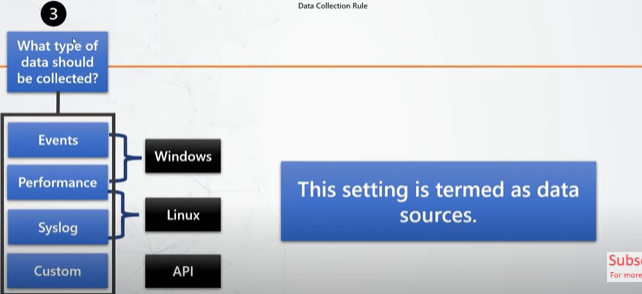 Data Collection Rule
3
What type of
data should
be collected?
Events
Performance
Syslog
Custom
Windows
Linux
API
This setting is termed as data
sources.
For more